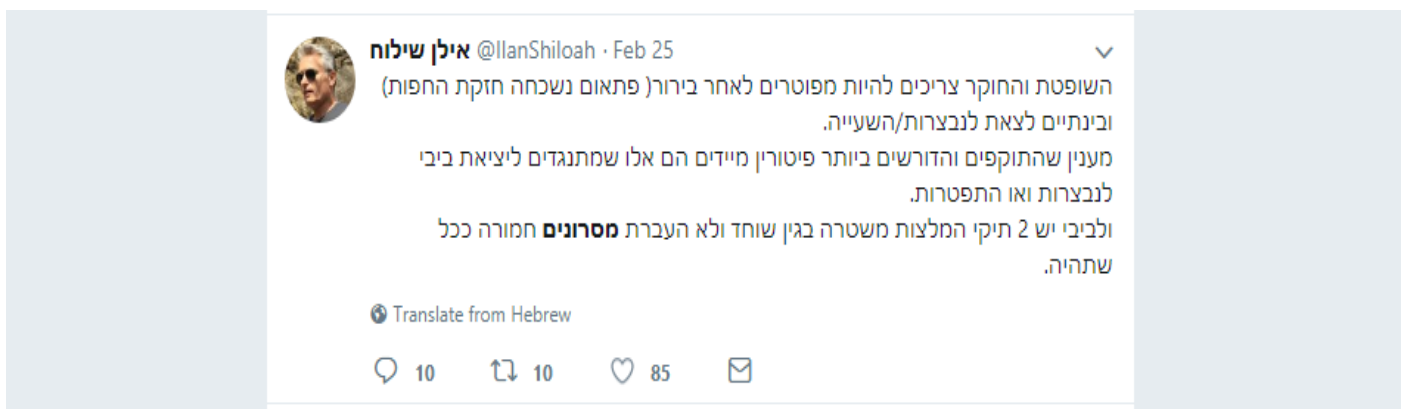 אילן שילוח @IlanShiloah · Feb 25
השופטת והחוקר צריכים להיות מפוטרים לאחר בירור( פתאום נשכחה חזקת החפות)
ובינתיים לצאת לנבצרות/השעייה.
מענין שהתוקפים והדורשים ביותר פיטורין מיידים הם אלו שמתנגדים ליציאת ביבי
לנבצרות ואו התפטרות.
ולביבי יש 2 תיקי המלצות משטרה בגין שוחד ולא העברת מסרונים חמורה ככל
שתהיה.
Translate from Hebrew
10 10 85